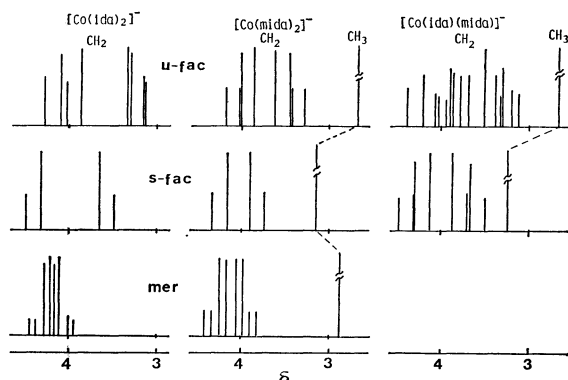 [Co(ida)₂]⁻ [Co(mida)₂]⁻ [Co(ida)(mida)]⁻
CH₂ CH₂ CH₃ CH₂ CH₃
u-fac
s-fac
mer
4 3 4 3 4 3
δ